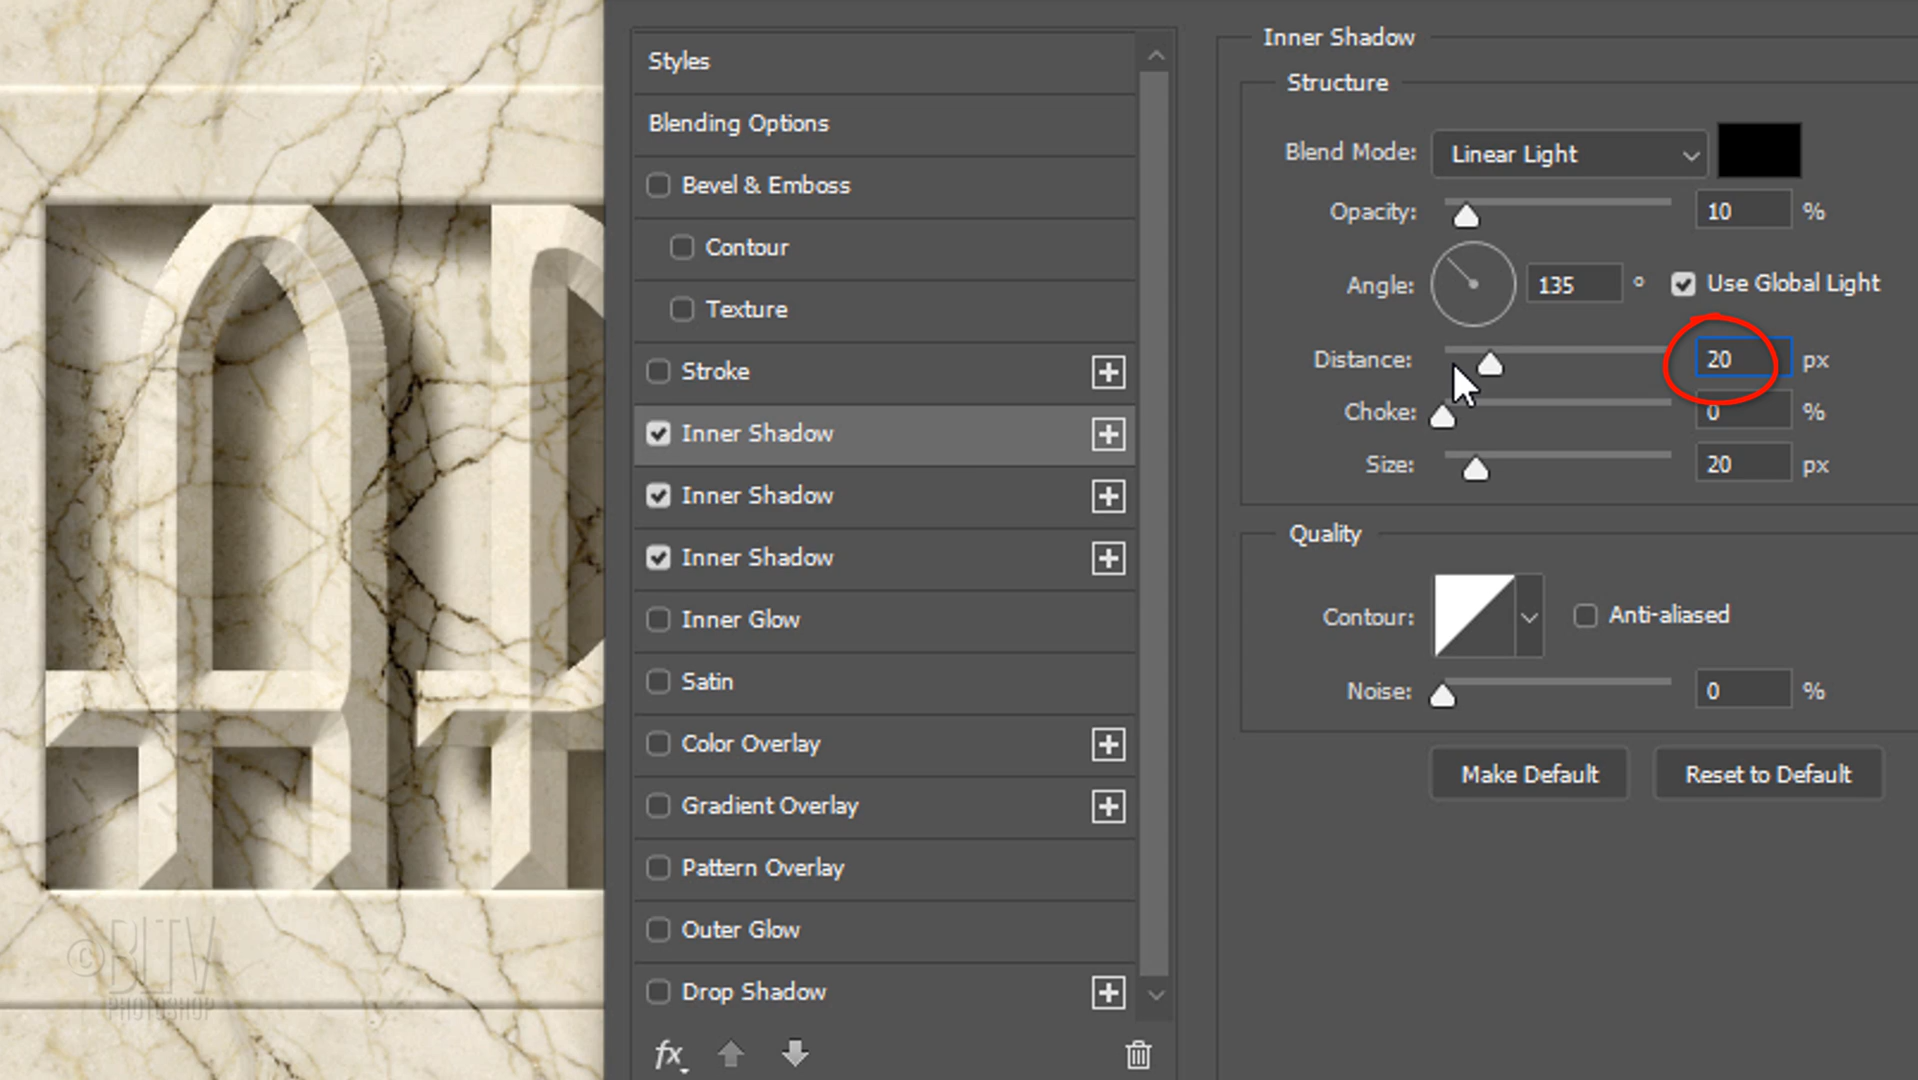 Styles
Blending Options
Bevel & Emboss
Contour
Texture
Stroke
Inner Shadow
Inner Shadow
Inner Shadow
Inner Glow
Satin
Color Overlay
Gradient Overlay
Pattern Overlay
Outer Glow
Drop Shadow
fx
Inner Shadow
Structure
Blend Mode: Linear Light
Opacity: 10 %
Angle: 135 ° Use Global Light
Distance: 20 px
Choke: 0 %
Size: 20 px
Quality
Contour: Anti-aliased
Noise: 0 %
Make Default Reset to Default
© BLTV
PHOTOSHOP